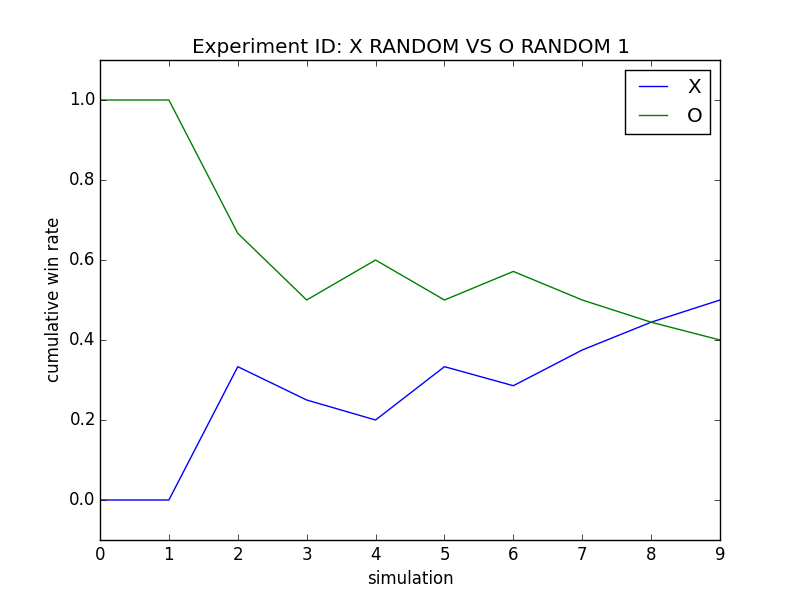 Experiment ID: X RANDOM VS O RANDOM 1
X
O
1.0
0.8
0.6
0.4
0.2
0.0
cumulative win rate
0 1 2 3 4 5 6 7 8 9
simulation